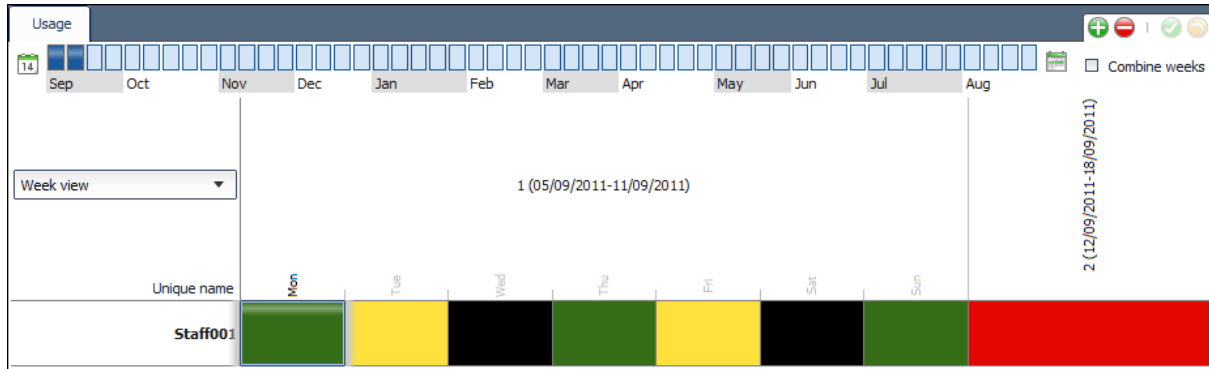 Usage
14
Sep Oct Nov Dec Jan Feb Mar Apr May Jun Jul Aug
Combine weeks
Week view
1 (05/09/2011-11/09/2011)
2 (12/09/2011-18/09/2011)
Unique name
Mon Tue Wed Thu Fri Sat Sun
Staff001